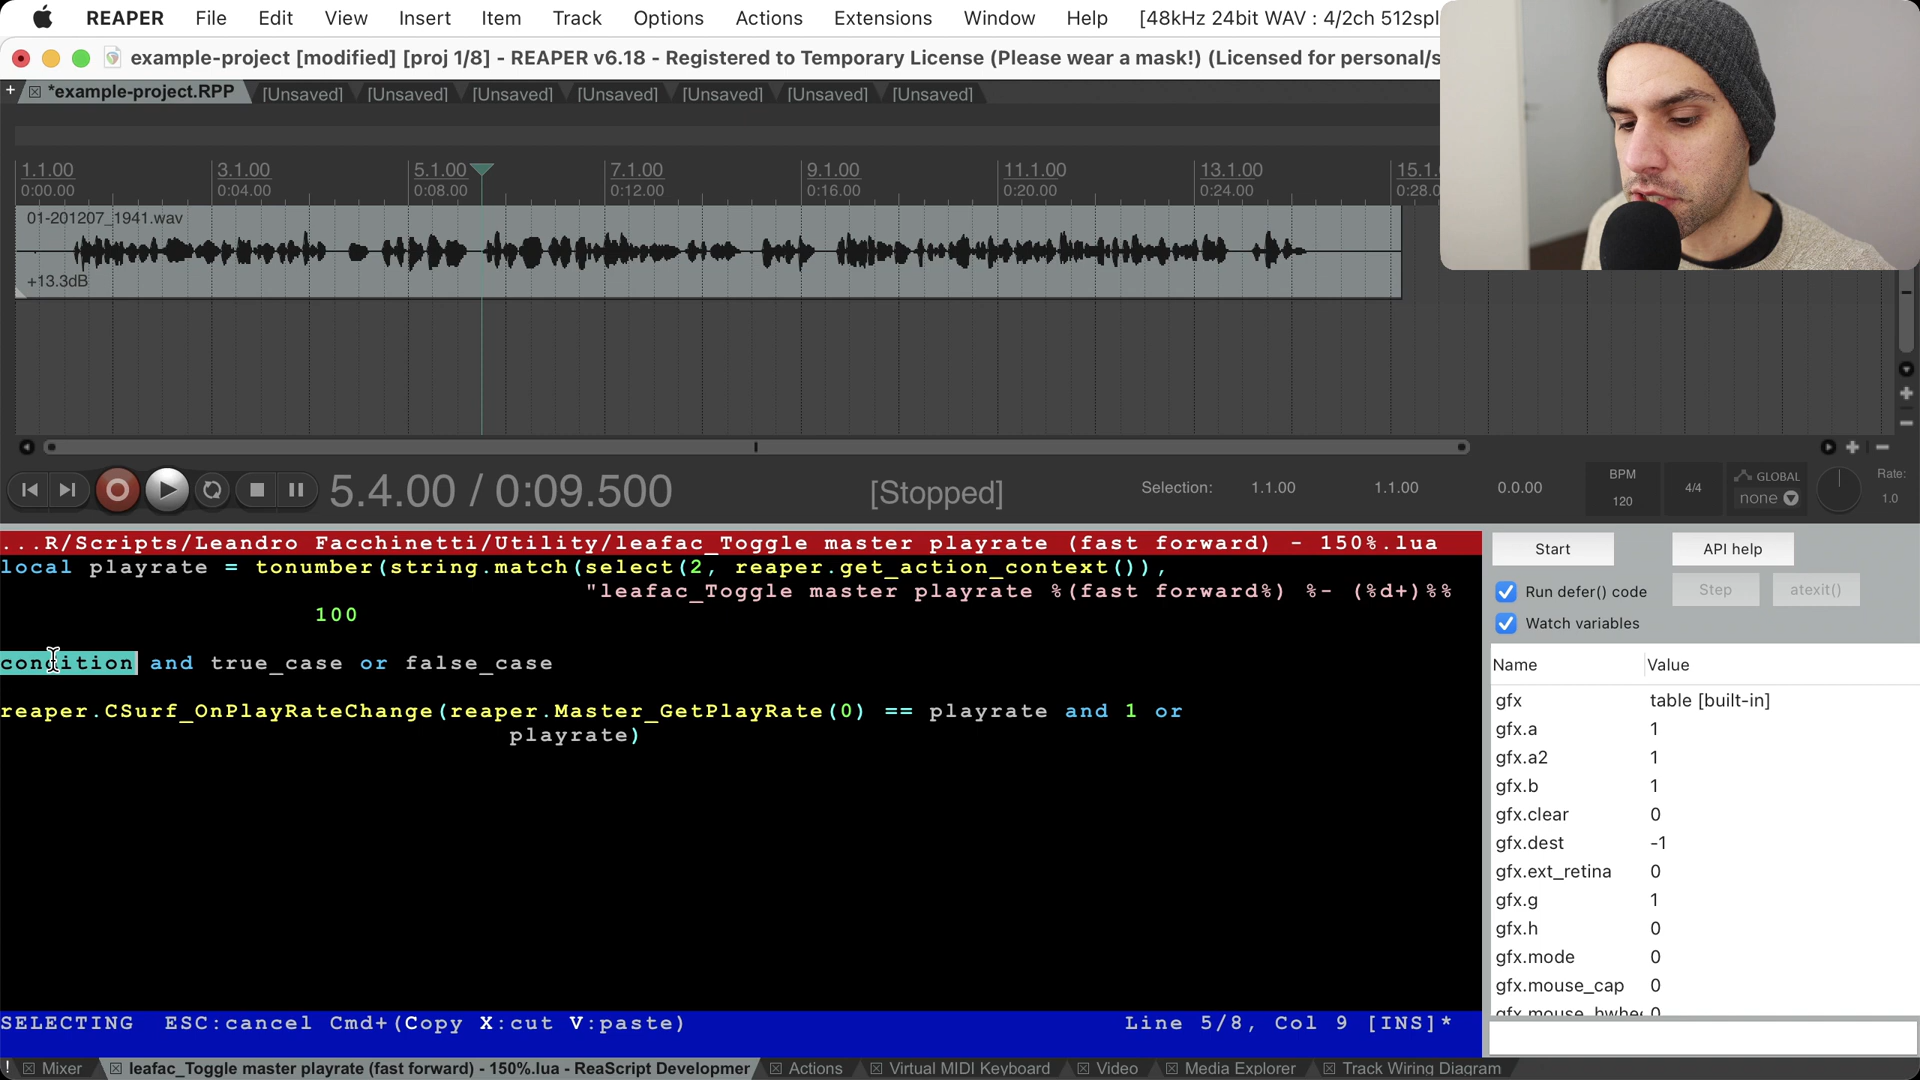 REAPER File Edit View Insert Item Track Options Actions Extensions Window Help [48kHz 24bit WAV : 4/2ch 512spl
example-project [modified] [proj 1/8] - REAPER v6.18 - Registered to Temporary License (Please wear a mask!) (Licensed for personal/s
+ *example-project.RPP [Unsaved] [Unsaved] [Unsaved] [Unsaved] [Unsaved] [Unsaved] [Unsaved]
1.1.00 3.1.00 5.1.00 7.1.00 9.1.00 11.1.00 13.1.00 15.1.
0:00.00 0:04.00 0:08.00 0:12.00 0:16.00 0:20.00 0:24.00 0:28.0
01-201207_1941.wav
+13.3dB
5.4.00 / 0:09.500 [Stopped] Selection: 1.1.00 1.1.00 0.0.00
BPM
120
4/4
GLOBAL
none
Rate:
1.0
...R/Scripts/Leandro Facchinetti/Utility/leafac_Toggle master playrate (fast forward) - 150%.lua
local playrate = tonumber(string.match(select(2, reaper.get_action_context()),
"leafac_Toggle master playrate %(fast forward%) %- (%d+)%%
100
condition and true_case or false_case
reaper.CSurf_OnPlayRateChange(reaper.Master_GetPlayRate(0) == playrate and 1 or
playrate)
SELECTING ESC:cancel Cmd+(Copy X:cut V:paste) Line 5/8, Col 9 [INS]*
Start API help
Run defer() code Step atexit()
Watch variables
Name Value
gfx table [built-in]
gfx.a 1
gfx.a2 1
gfx.b 1
gfx.clear 0
gfx.dest -1
gfx.ext_retina 0
gfx.g 1
gfx.h 0
gfx.mode 0
gfx.mouse_cap 0
! Mixer leafac_Toggle master playrate (fast forward) - 150%.lua - ReaScript Developmer Actions Virtual MIDI Keyboard Video Media Explorer Track Wiring Diagram